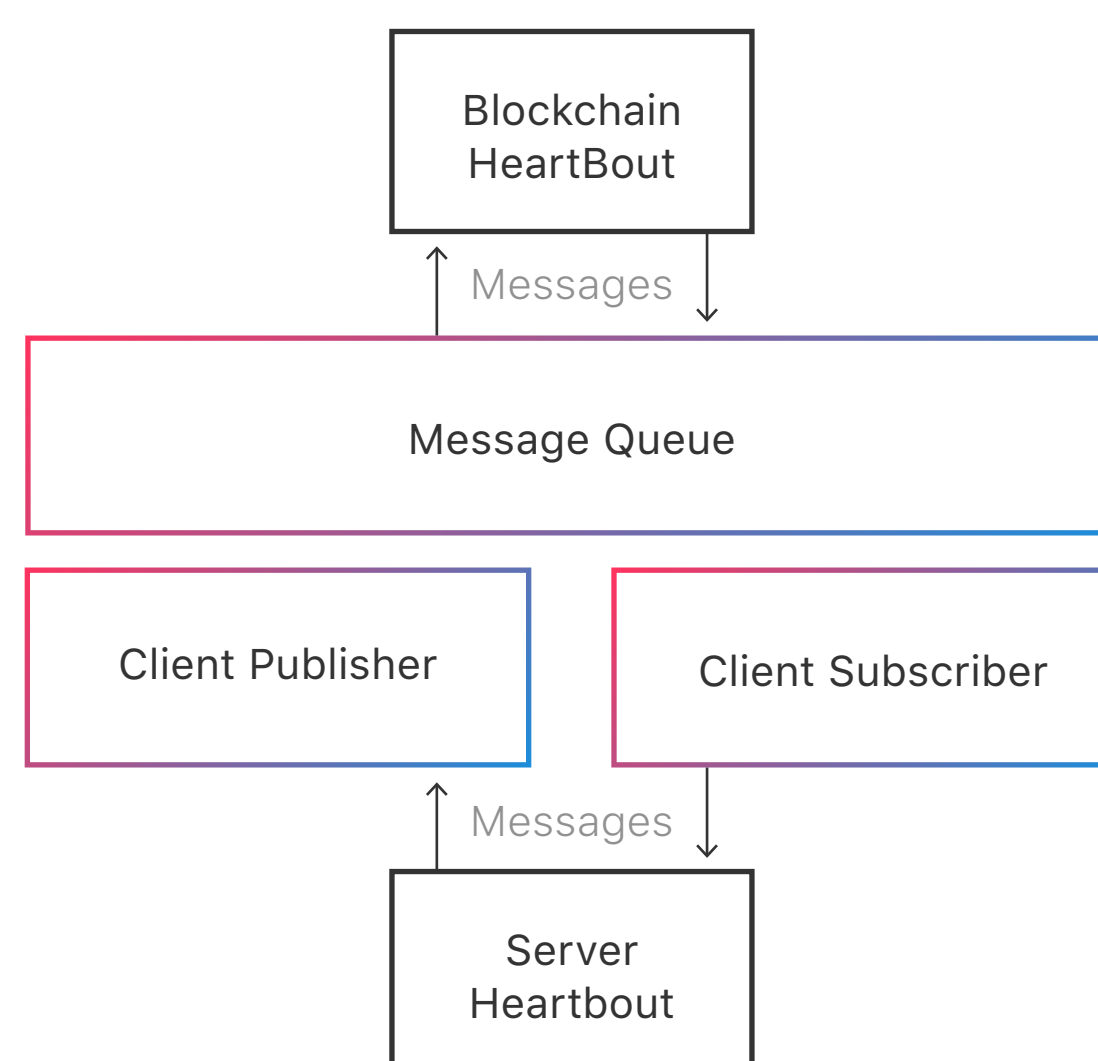 Blockchain
HeartBout
Messages
Message Queue
Client Publisher
Client Subscriber
Messages
Server
Heartbout